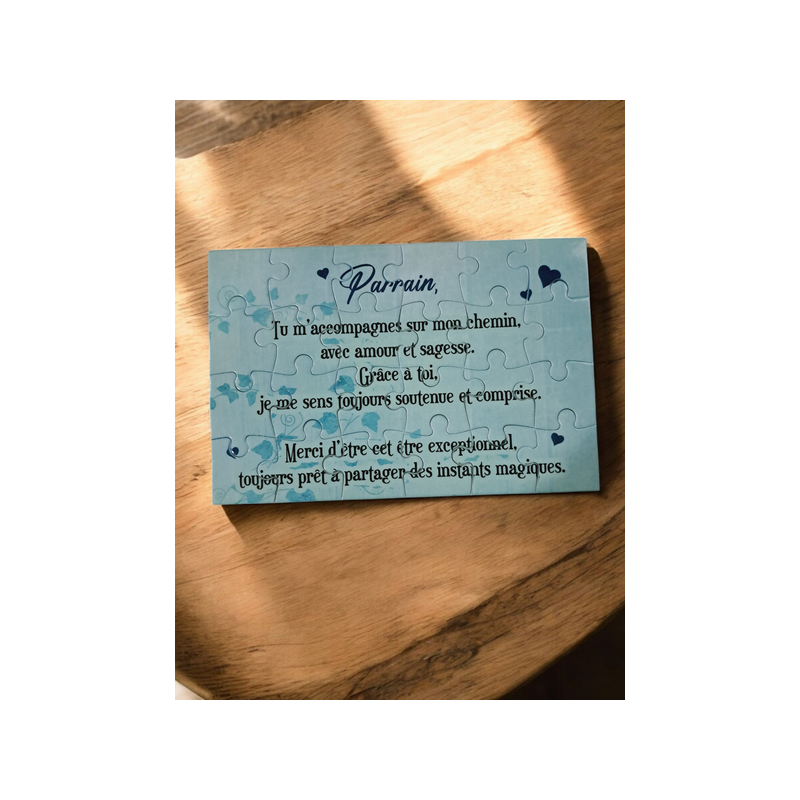 Parrain,
Tu m'accompagnes sur mon chemin,
avec amour et sagesse.
Grâce à toi,
je me sens toujours soutenue et comprise.
Merci d'être cet être exceptionnel,
toujours prêt à partager des instants magiques.